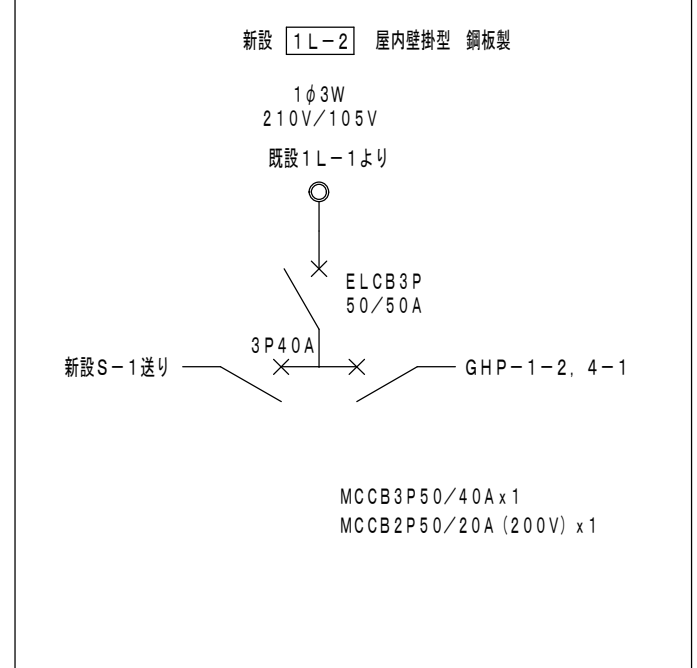 新設 1L-2 屋内壁掛型 鋼板製
1φ3W
210V/105V
既設1L-1より
ELCB3P
50/50A
3P40A
新設S-1送り
GHP-1-2, 4-1
MCCB3P50/40Ax1
MCCB2P50/20A(200V)x1